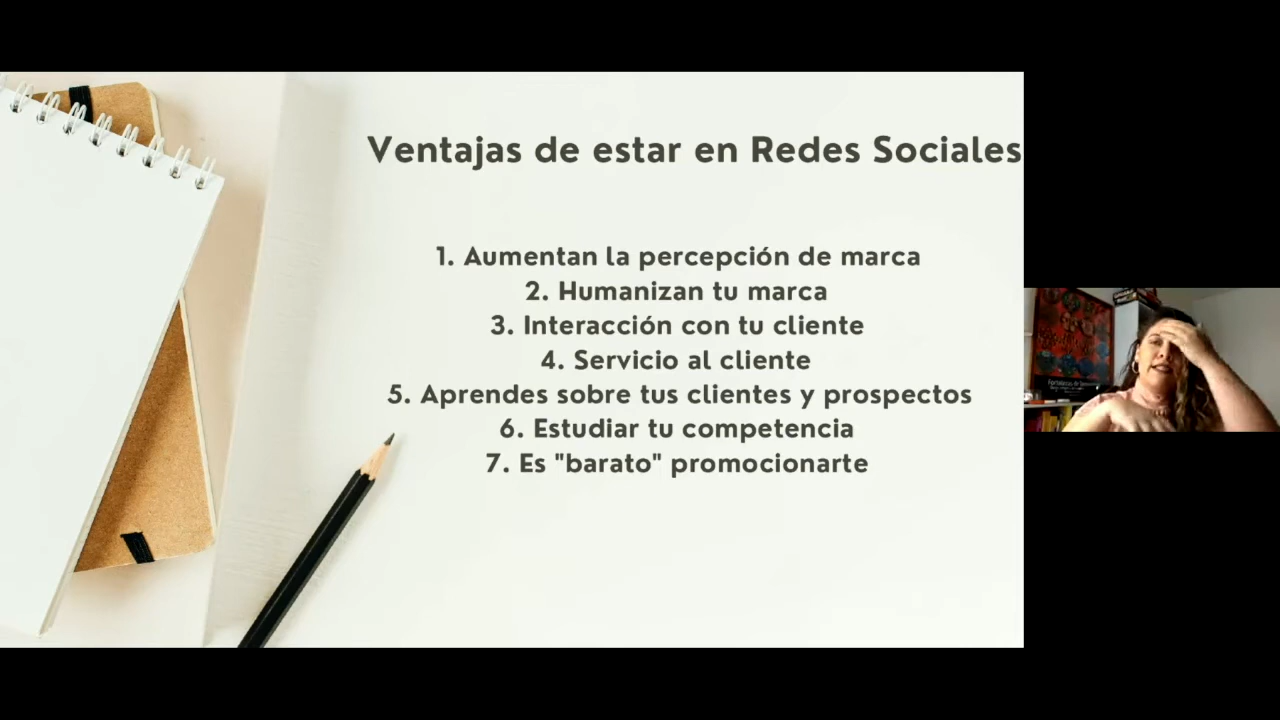 Ventajas de estar en Redes Sociales
1. Aumentan la percepción de marca
2. Humanizan tu marca
3. Interacción con tu cliente
4. Servicio al cliente
5. Aprendes sobre tus clientes y prospectos
6. Estudiar tu competencia
7. Es "barato" promocionarte